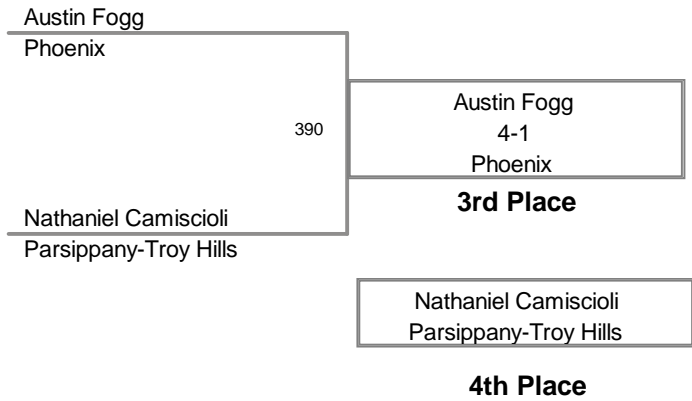 Austin Fogg
Phoenix
390
Austin Fogg
4-1
Phoenix
3rd Place
Nathaniel Camiscioli
Parsippany-Troy Hills
Nathaniel Camiscioli
Parsippany-Troy Hills
4th Place